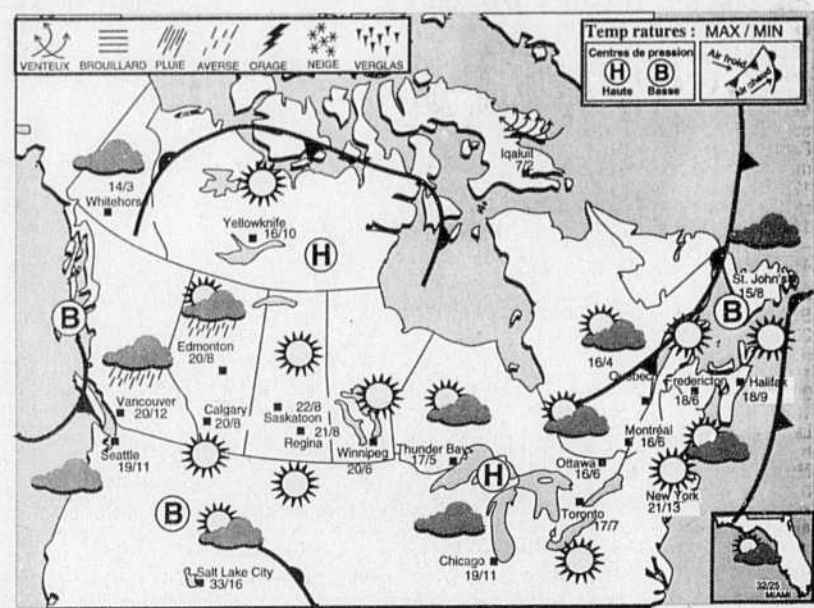 VENTEUX BROUILLARD PLUIE AVERSE ORAGE NEIGE VERGLAS
Temp ratures : MAX / MIN
Centres de pression
H B
Haute Basse
Air froid
Air chaud
Iqaluit
7/2
14/3
Whitehors
Yellowknife
16/10
H
B
St. John's
15/8
B
Edmonton
20/8
16/4
Québec
Fredericton
18/6
Halifax
18/9
Vancouver
20/12
Calgary
20/8
22/8
Saskatoon
21/8
Regina
Winnipeg
20/6
Thunder Bay
17/5
Montréal
16/6
Ottawa
16/6
Seattle
19/11
H
New York
21/13
Toronto
17/7
B
Chicago
19/11
Salt Lake City
33/16
32/25
MIAMI